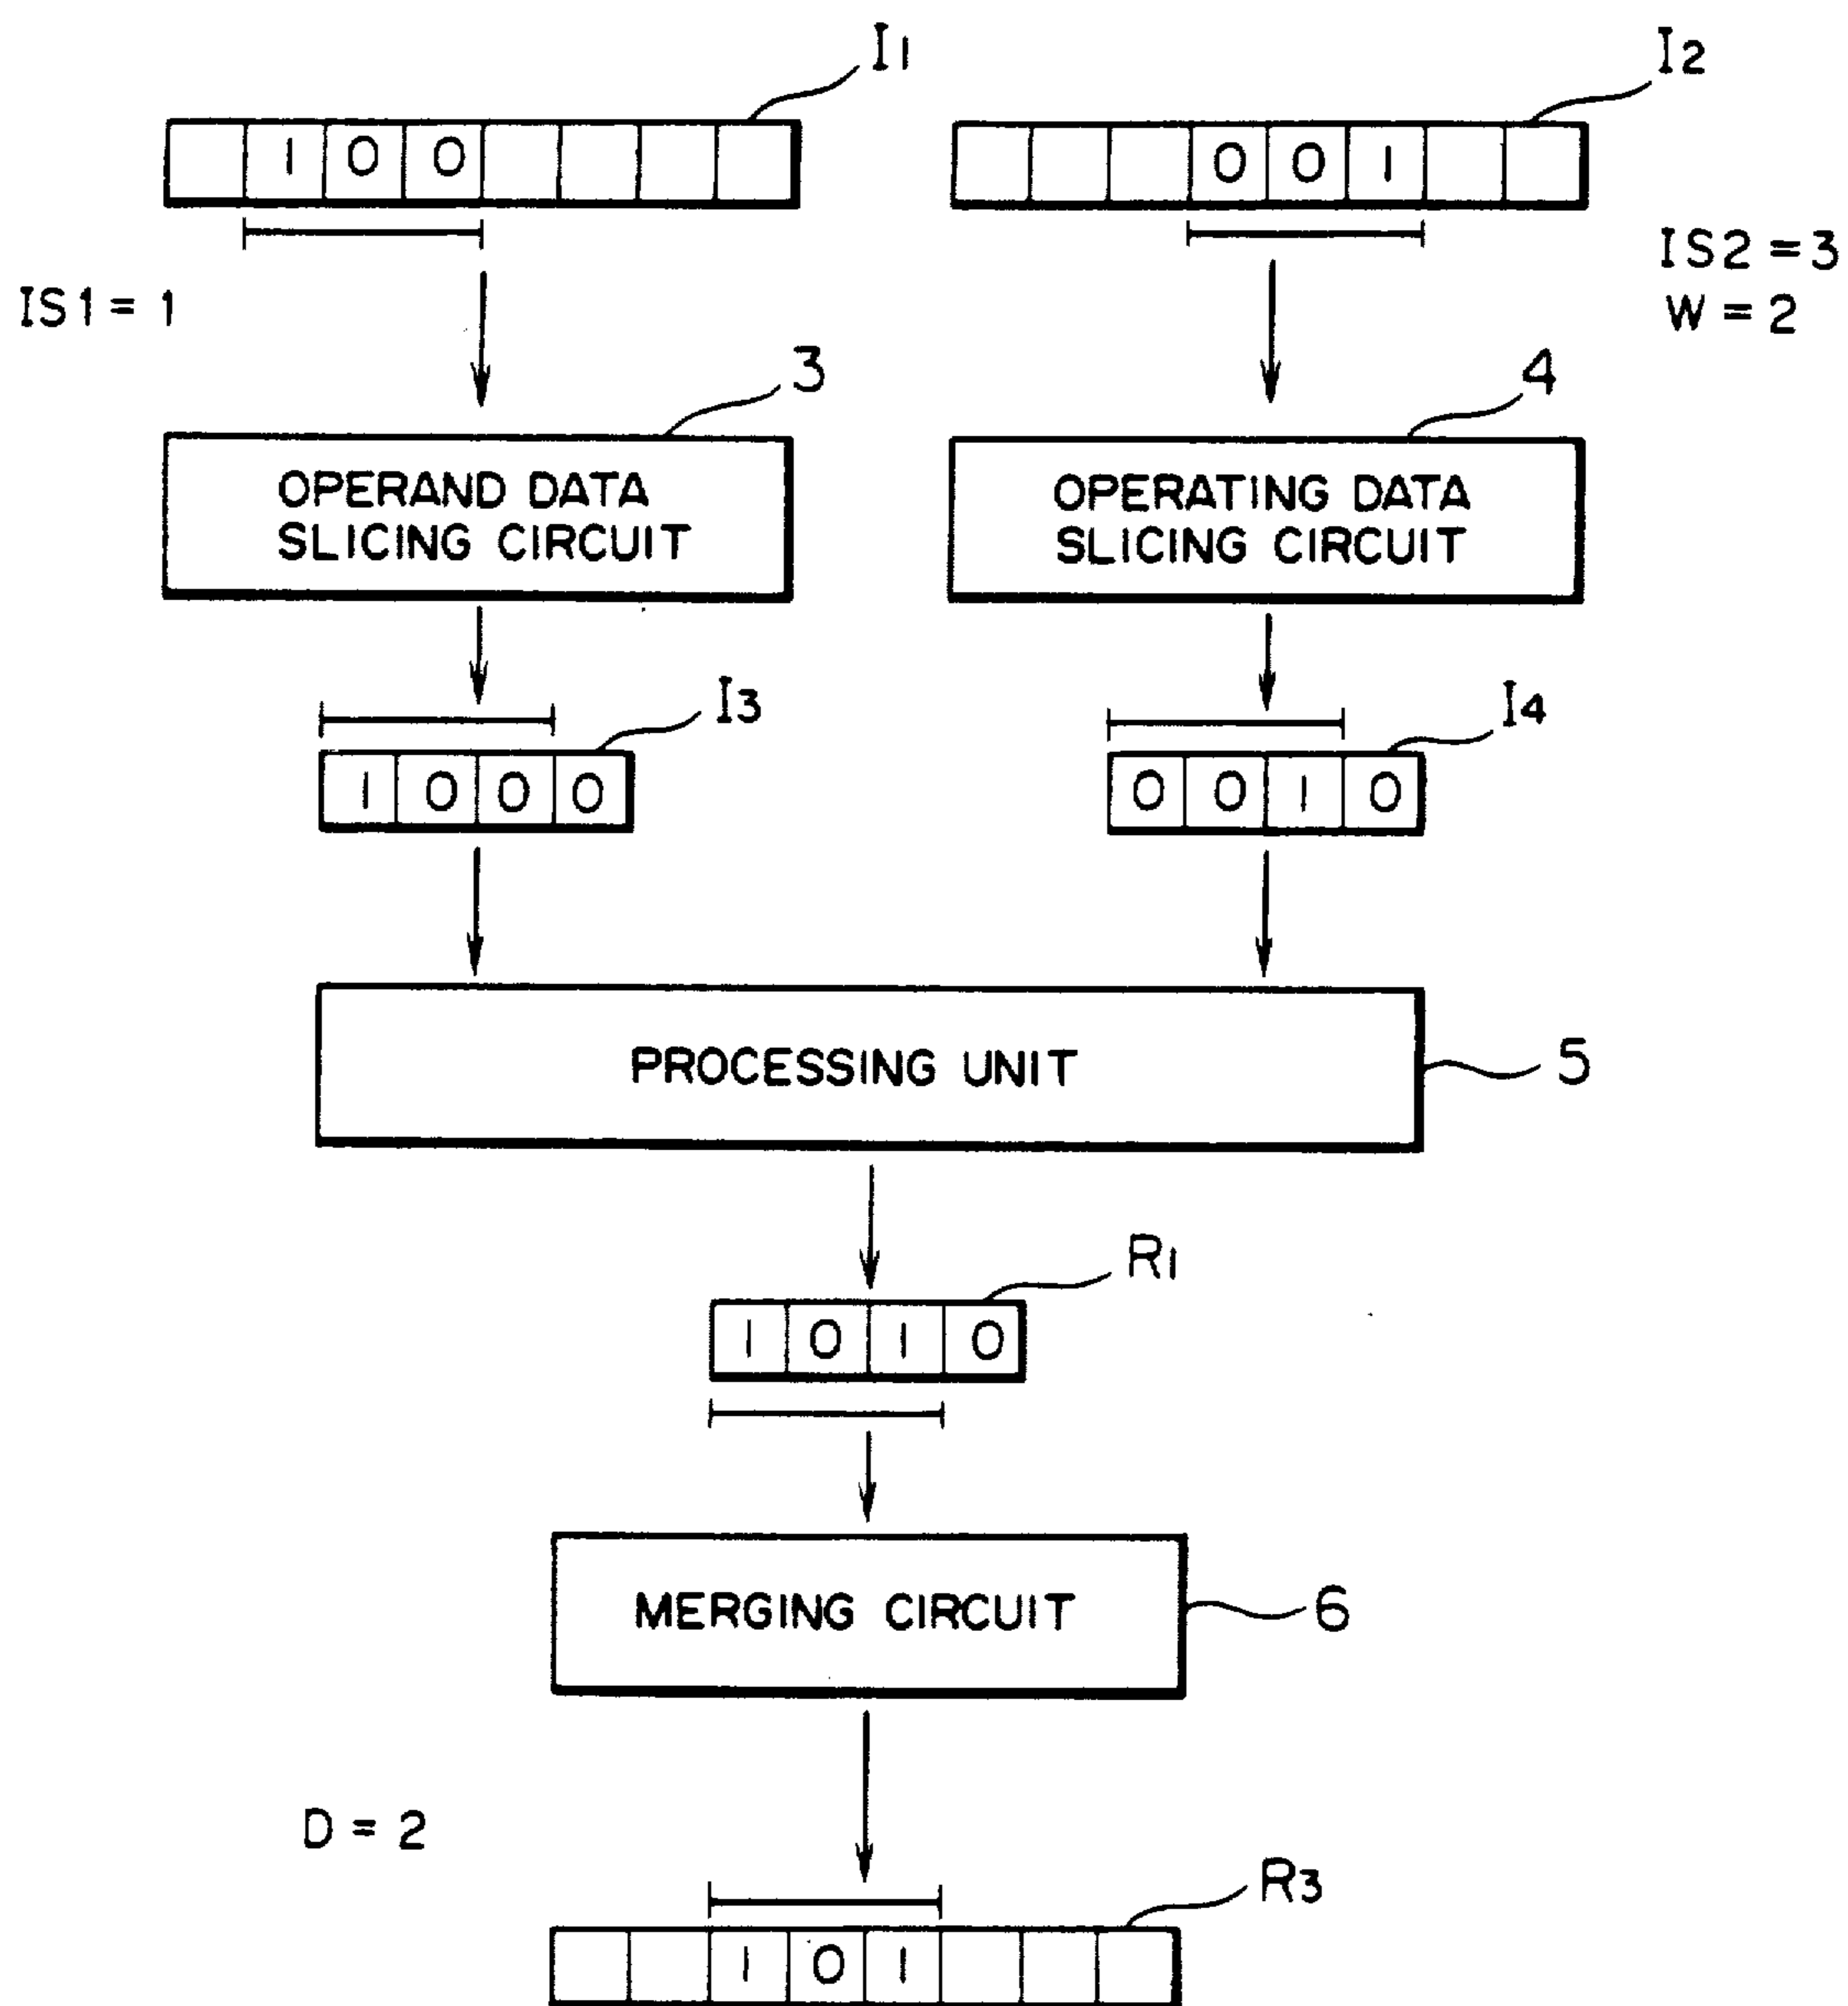 I1
I2
1 0 0
0 0 1
IS1 = 1
IS2 = 3
W = 2
3
4
OPERAND DATA
SLICING CIRCUIT
OPERATING DATA
SLICING CIRCUIT
I3
I4
1 0 0 0
0 0 1 0
PROCESSING UNIT
5
R1
1 0 1 0
MERGING CIRCUIT
6
D = 2
R3
1 0 1